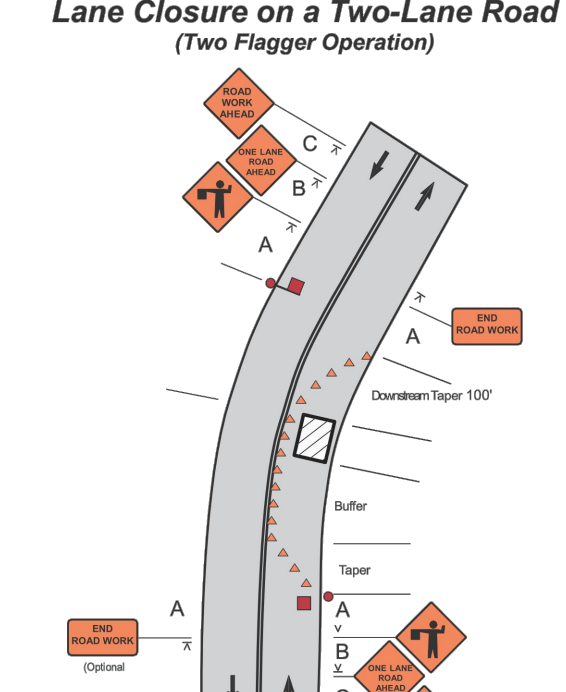 Lane Closure on a Two-Lane Road
(Two Flagger Operation)
ROAD
WORK
AHEAD
C
ONE LANE
ROAD
AHEAD
B
A
END
ROAD WORK
A
Downstream Taper 100'
Buffer
Taper
A
END
ROAD WORK
(Optional
A
B
ONE LANE
ROAD
AHEAD